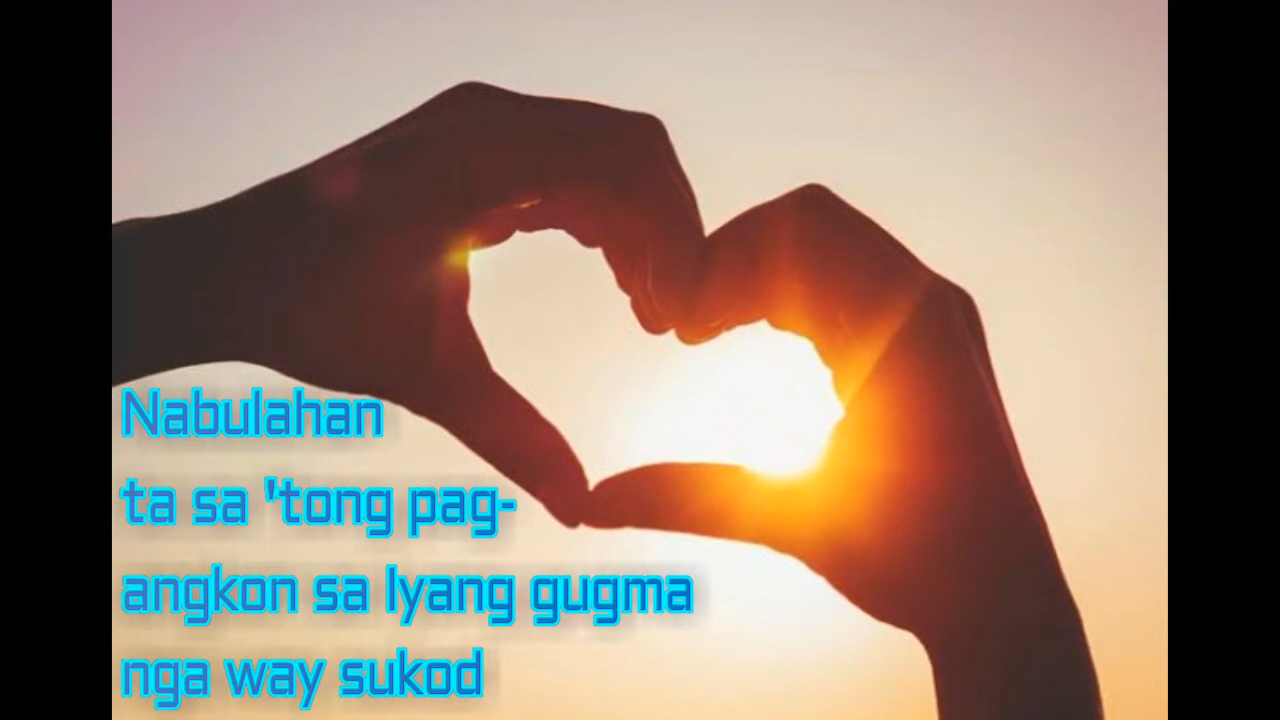 Nabulahan
ta sa 'tong pag-
angkon sa Iyang gugma
nga way sukod